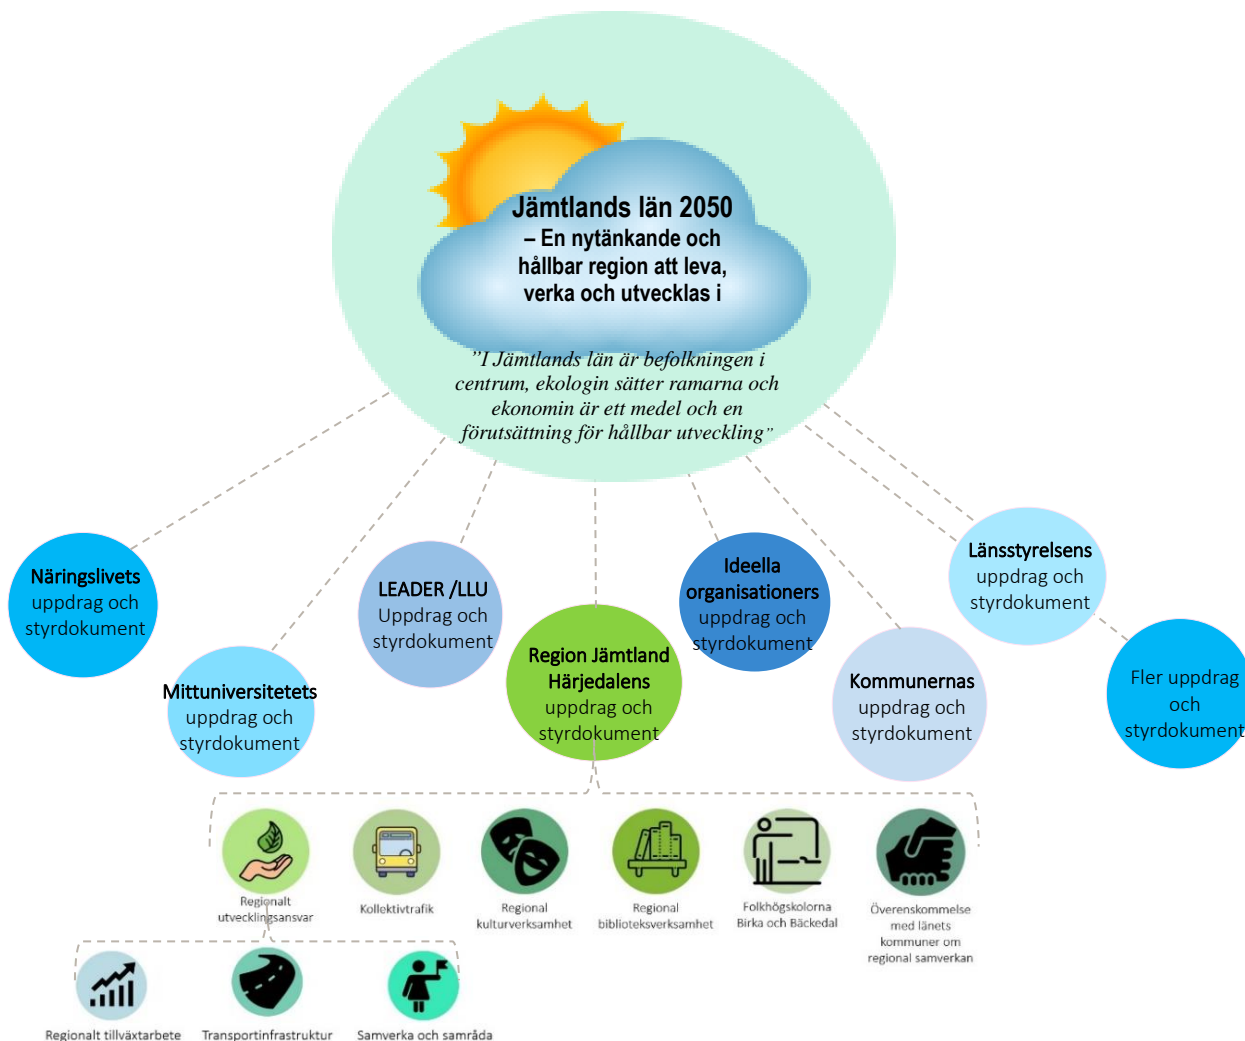 Jämtlands län 2050
– En nytänkande och
hållbar region att leva,
verka och utvecklas i
”I Jämtlands län är befolkningen i
centrum, ekologin sätter ramarna och
ekonomin är ett medel och en
förutsättning för hållbar utveckling”
Näringslivets
uppdrag och
styrdokument
Mittuniversitetets
uppdrag och
styrdokument
LEADER /LLU
Uppdrag och
styrdokument
Region Jämtland
Härjedalens
uppdrag och
styrdokument
Ideella
organisationers
uppdrag och
styrdokument
Kommunernas
uppdrag och
styrdokument
Länsstyrelsens
uppdrag och
styrdokument
Fler uppdrag
och
styrdokument
Regionalt
utvecklingsansvar
Kollektivtrafik
Regional
kulturverksamhet
Regional
biblioteksverksamhet
Folkhögskolorna
Birka och Bäckedal
Överenskommelse
med länets
kommuner om
regional samverkan
Regionalt tillväxtarbete
Transportinfrastruktur
Samverka och samråda